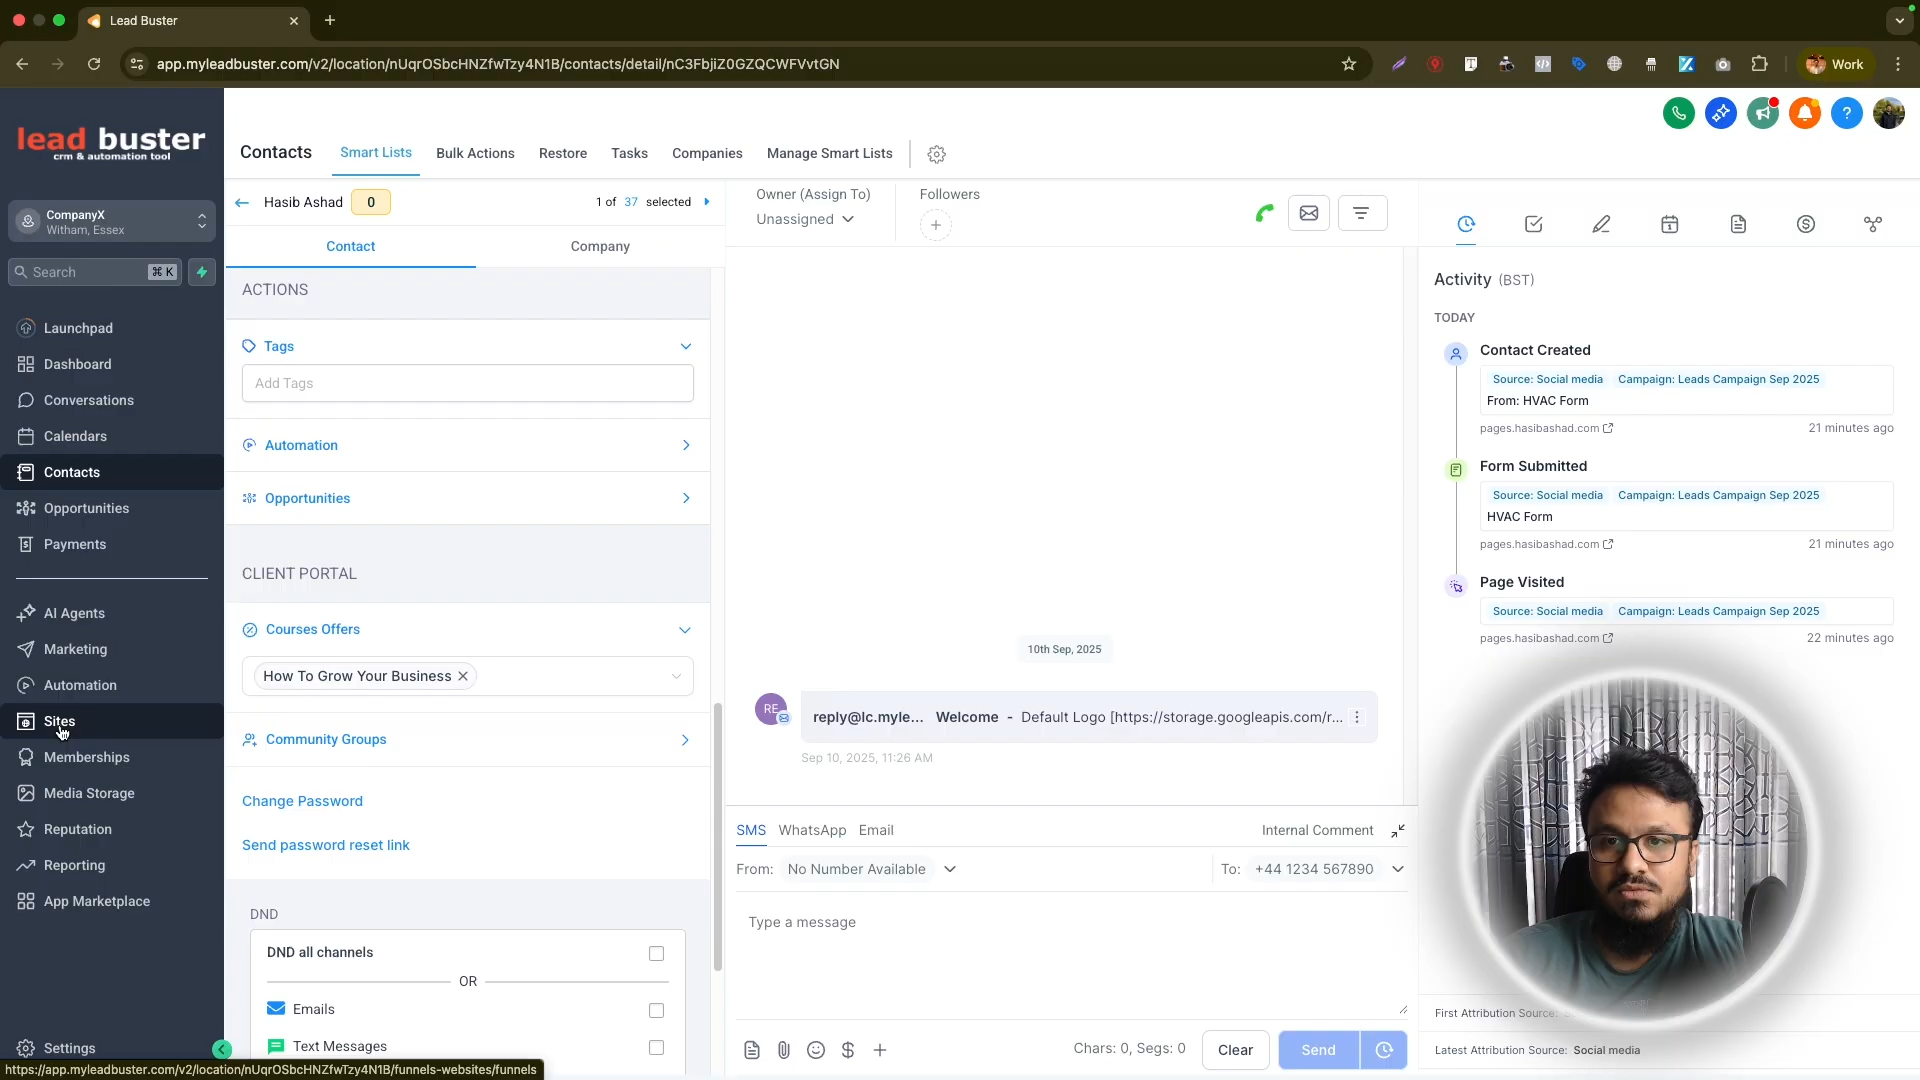 Lead Buster
app.myleadbuster.com/v2/location/nUqrOSbcHNZfwTzy4N1B/contacts/detail/nC3FbjiZ0GZQCWFVvtGN
Work
lead buster
crm & automation tool
CompanyX
Witham, Essex
Search
⌘ K
Launchpad
Dashboard
Conversations
Calendars
Contacts
Opportunities
Payments
AI Agents
Marketing
Automation
Sites
Memberships
Media Storage
Reputation
Reporting
App Marketplace
Settings
https://app.myleadbuster.com/v2/location/nUqrOSbcHNZfwTzy4N1B/funnels-websites/funnels
Contacts
Smart Lists
Bulk Actions
Restore
Tasks
Companies
Manage Smart Lists
Hasib Ashad
0
1 of 37 selected
Contact
Company
ACTIONS
Tags
Add Tags
Automation
Opportunities
CLIENT PORTAL
Courses Offers
How To Grow Your Business
Community Groups
Change Password
Send password reset link
DND
DND all channels
OR
Emails
Text Messages
Owner (Assign To)
Unassigned
Followers
10th Sep, 2025
RE
reply@lc.myle... Welcome - Default Logo [https://storage.googleapis.com/r...
Sep 10, 2025, 11:26 AM
SMS
WhatsApp
Email
Internal Comment
From: No Number Available
To: +44 1234 567890
Type a message
Chars: 0, Segs: 0
Clear
Send
Activity (BST)
TODAY
Contact Created
Source: Social media Campaign: Leads Campaign Sep 2025
From: HVAC Form
pages.hasibashad.com
21 minutes ago
Form Submitted
Source: Social media Campaign: Leads Campaign Sep 2025
HVAC Form
pages.hasibashad.com
21 minutes ago
Page Visited
Source: Social media Campaign: Leads Campaign Sep 2025
pages.hasibashad.com
22 minutes ago
First Attribution Source:
Latest Attribution Source: Social media